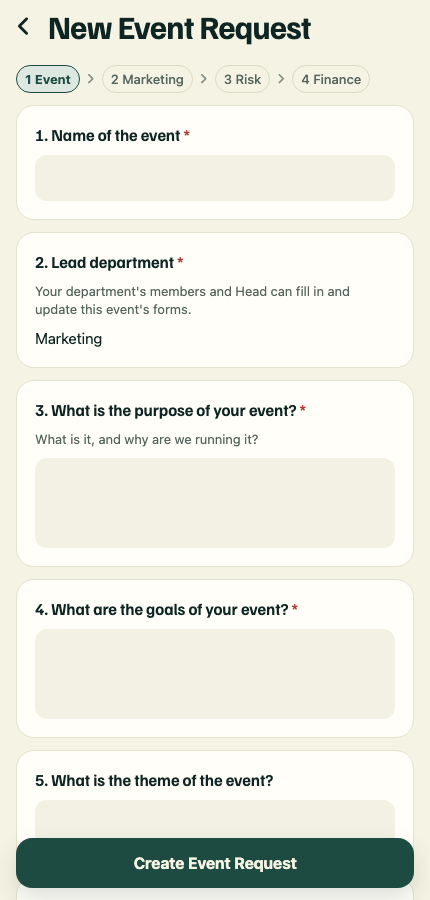 New Event Request
1 Event > 2 Marketing > 3 Risk > 4 Finance
1. Name of the event *
2. Lead department *
Your department's members and Head can fill in and
update this event's forms.
Marketing
3. What is the purpose of your event? *
What is it, and why are we running it?
4. What are the goals of your event? *
5. What is the theme of the event?
Create Event Request